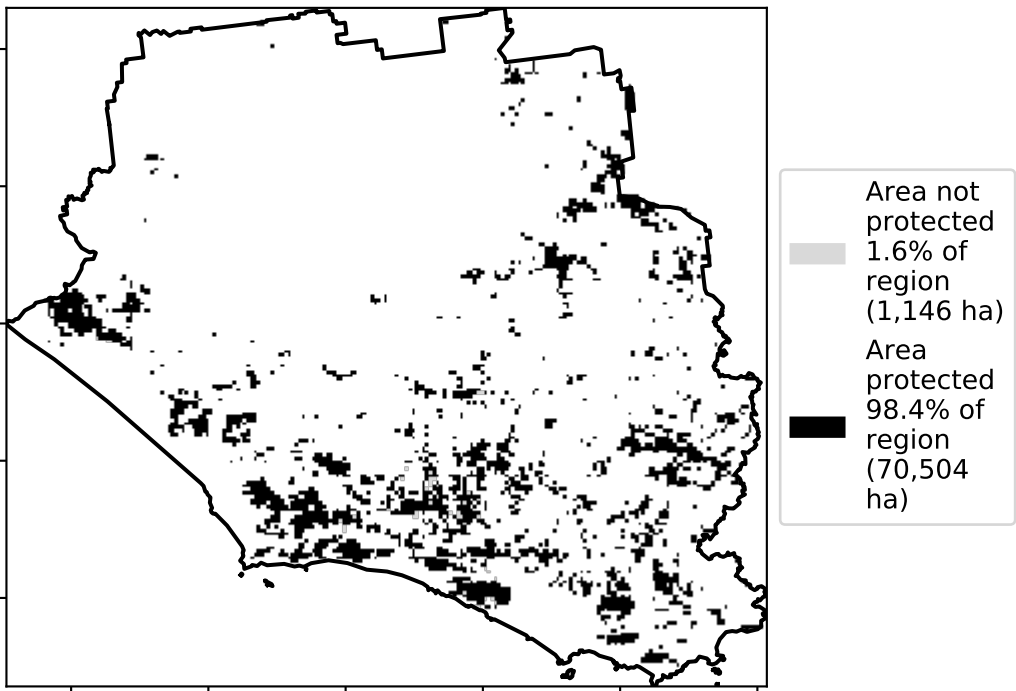 Area not
protected
1.6% of
region
(1,146 ha)
Area
protected
98.4% of
region
(70,504
ha)